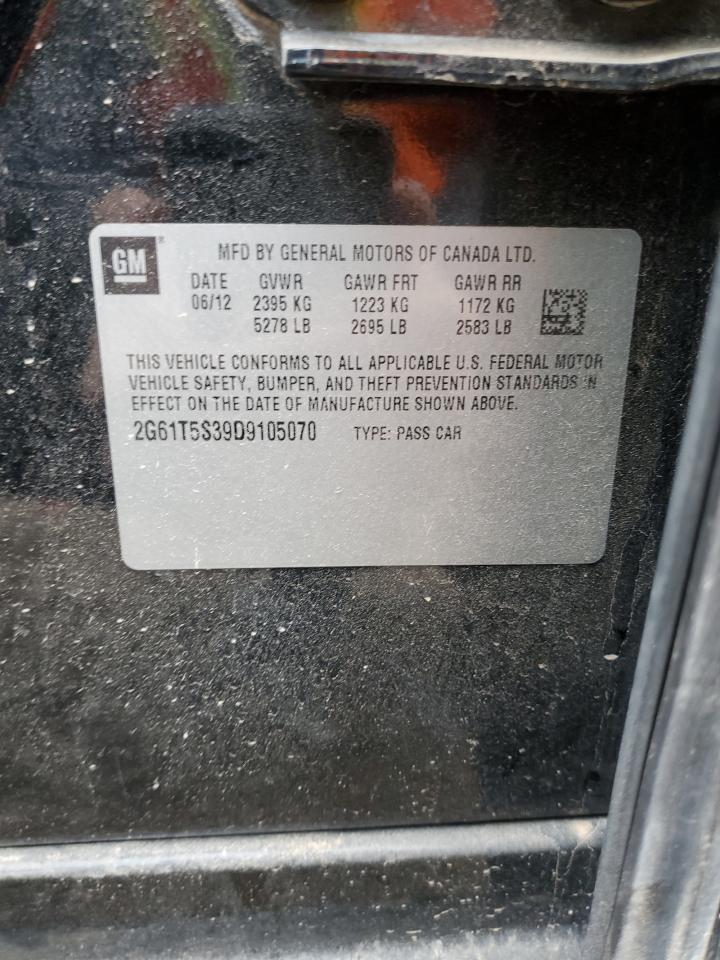 GM® MFD BY GENERAL MOTORS OF CANADA LTD.
DATE GVWR GAWR FRT GAWR RR
06/12 2395 KG 1223 KG 1172 KG
5278 LB 2695 LB 2583 LB
THIS VEHICLE CONFORMS TO ALL APPLICABLE U.S. FEDERAL MOTOR
VEHICLE SAFETY, BUMPER, AND THEFT PREVENTION STANDARDS IN
EFFECT ON THE DATE OF MANUFACTURE SHOWN ABOVE.
2G61T5S39D9105070 TYPE: PASS CAR